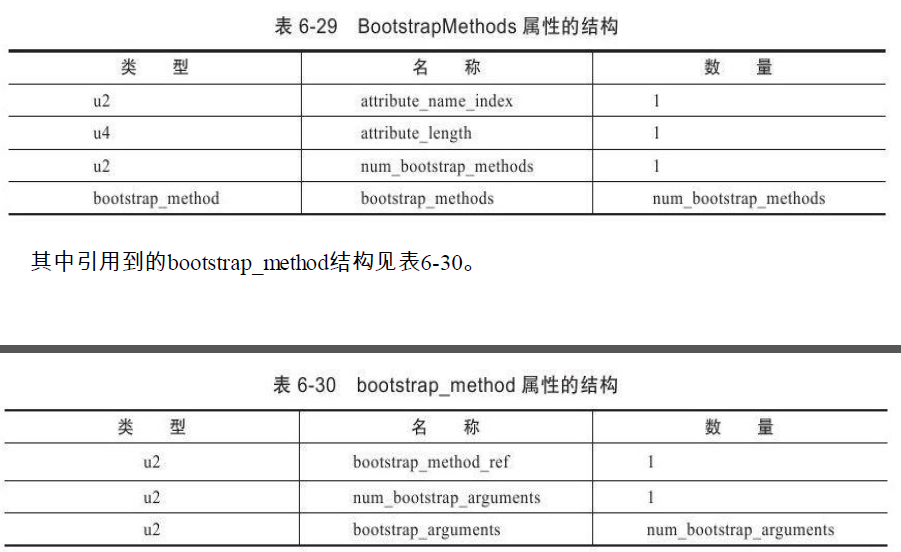 表 6-29 BootstrapMethods 属性的结构
类 型 名 称 数 量
u2 attribute_name_index 1
u4 attribute_length 1
u2 num_bootstrap_methods 1
bootstrap_method bootstrap_methods num_bootstrap_methods
其中引用到的bootstrap_method结构见表6-30。
表 6-30 bootstrap_method 属性的结构
类 型 名 称 数 量
u2 bootstrap_method_ref 1
u2 num_bootstrap_arguments 1
u2 bootstrap_arguments num_bootstrap_arguments